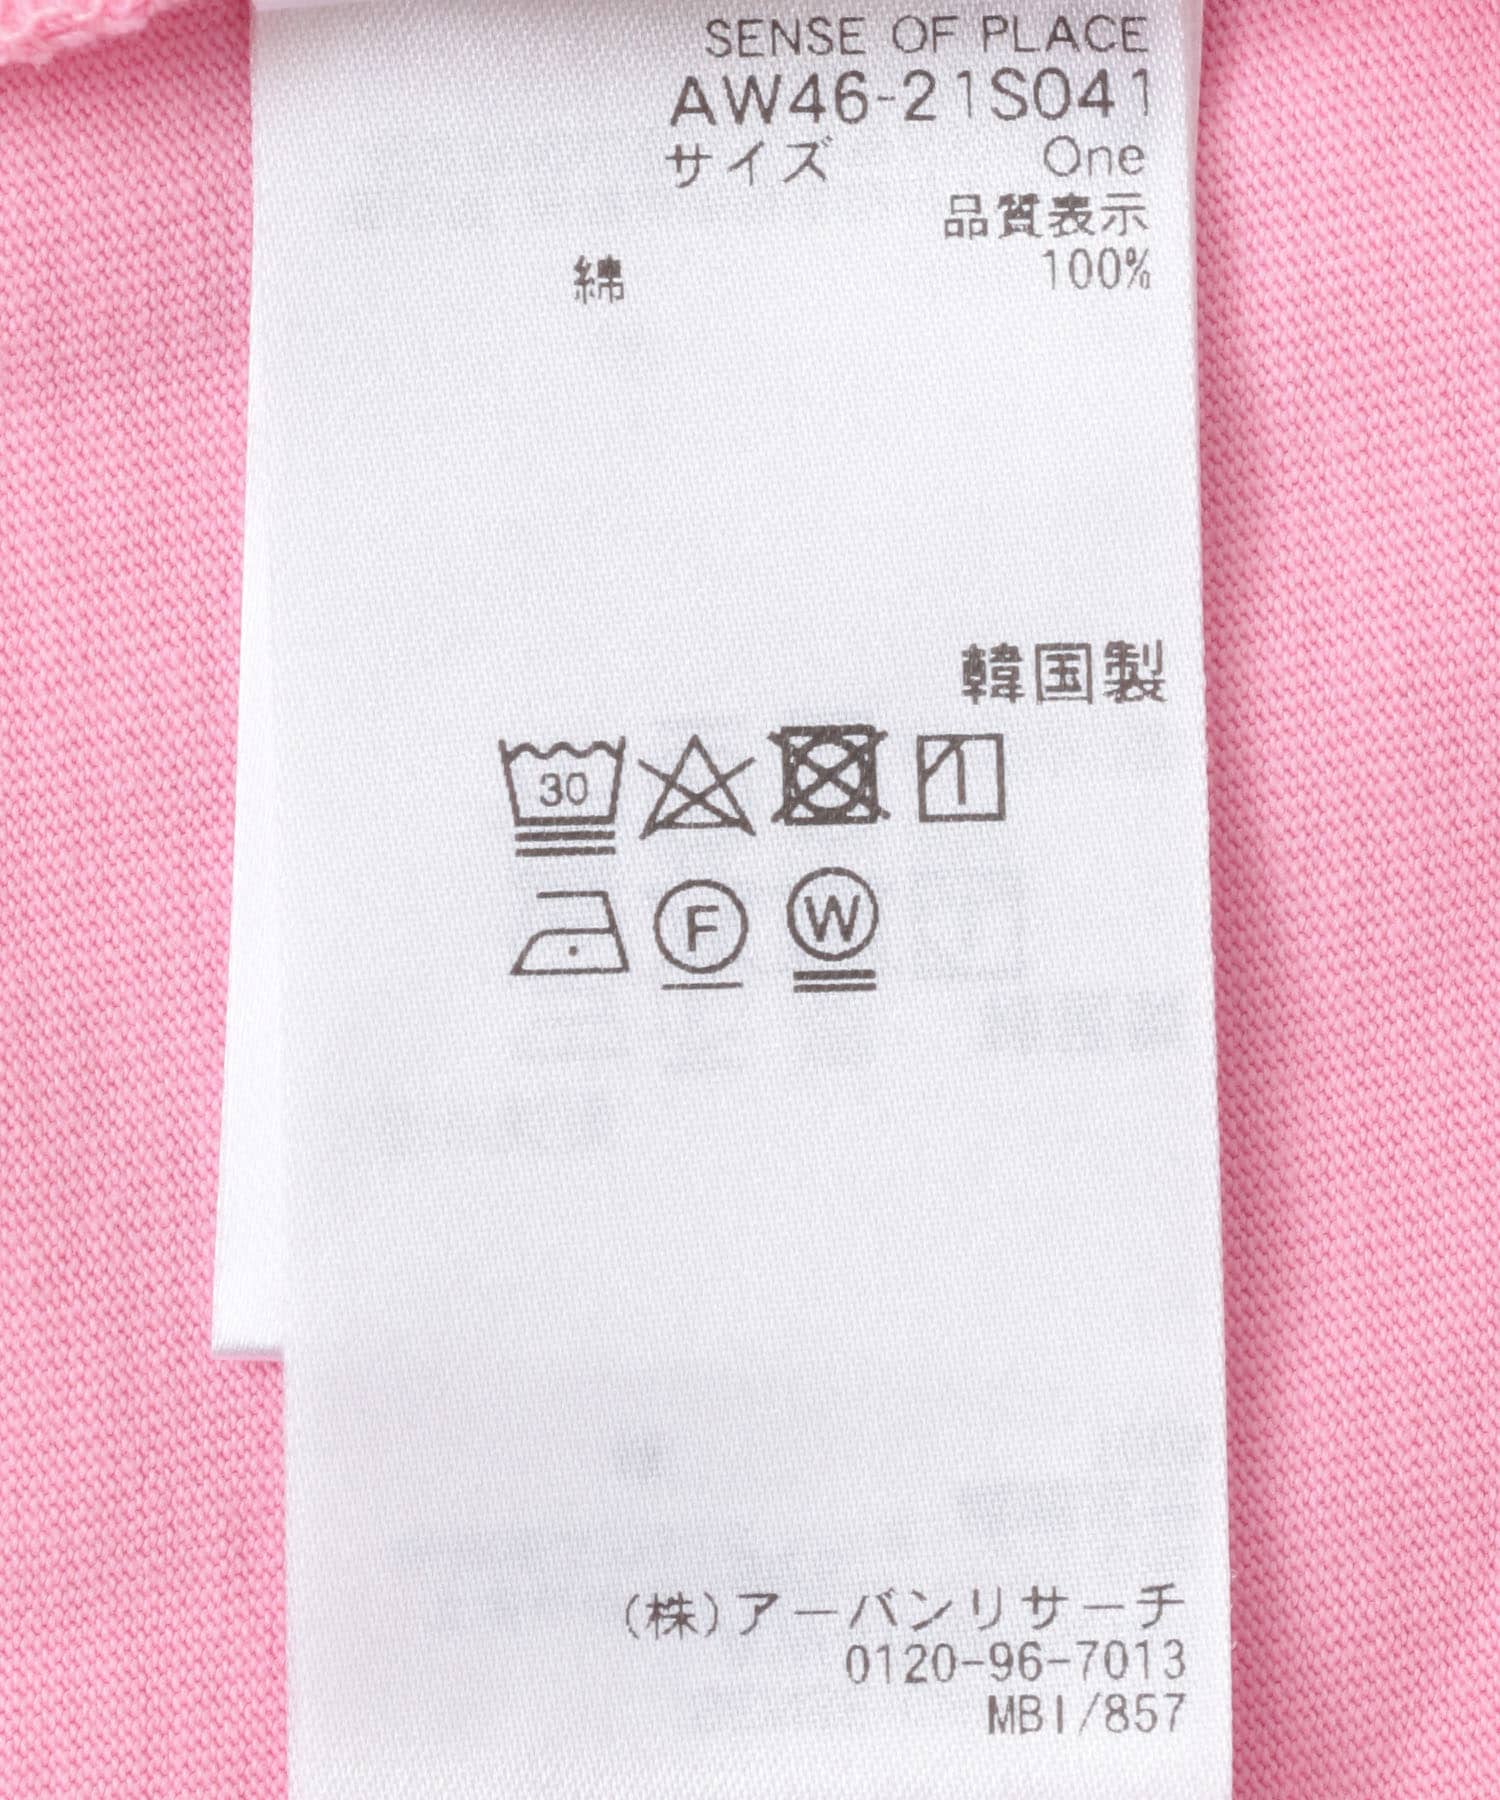 SENSE OF PLACE
AW46-21S041
サイズ One
品質表示
綿 100%
韓国製
30
F W
(株)アーバンリサーチ
0120-96-7013
MBI/857